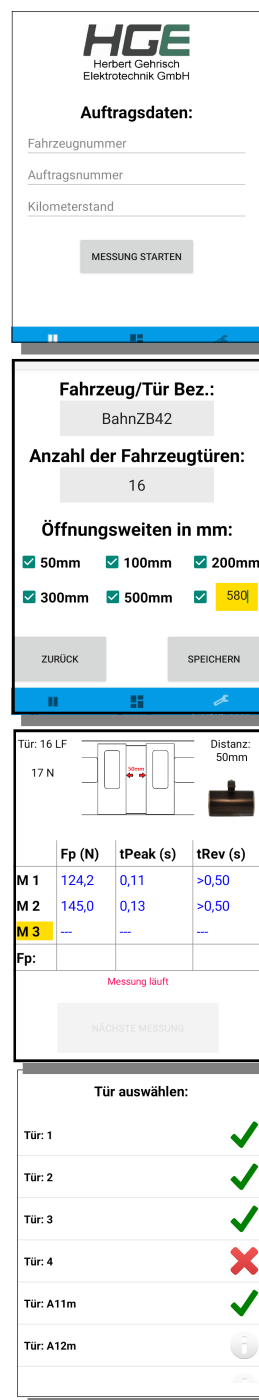 HGE
Herbert Gehrisch
Elektrotechnik GmbH
Auftragsdaten:
Fahrzeugnummer
Auftragsnummer
Kilometerstand
MESSUNG STARTEN
Fahrzeug/Tür Bez.:
BahnZB42
Anzahl der Fahrzeugtüren:
16
Öffnungsweiten in mm:
50mm 100mm 200mm
300mm 500mm 580
ZURÜCK SPEICHERN
Tür: 16 LF Distanz:
50mm
17 N 50mm
Fp (N) tPeak (s) tRev (s)
M 1 124,2 0,11 >0,50
M 2 145,0 0,13 >0,50
M 3 --- --- ---
Fp:
Messung läuft
NÄCHSTE MESSUNG
Tür auswählen:
Tür: 1
Tür: 2
Tür: 3
Tür: 4
Tür: A11m
Tür: A12m